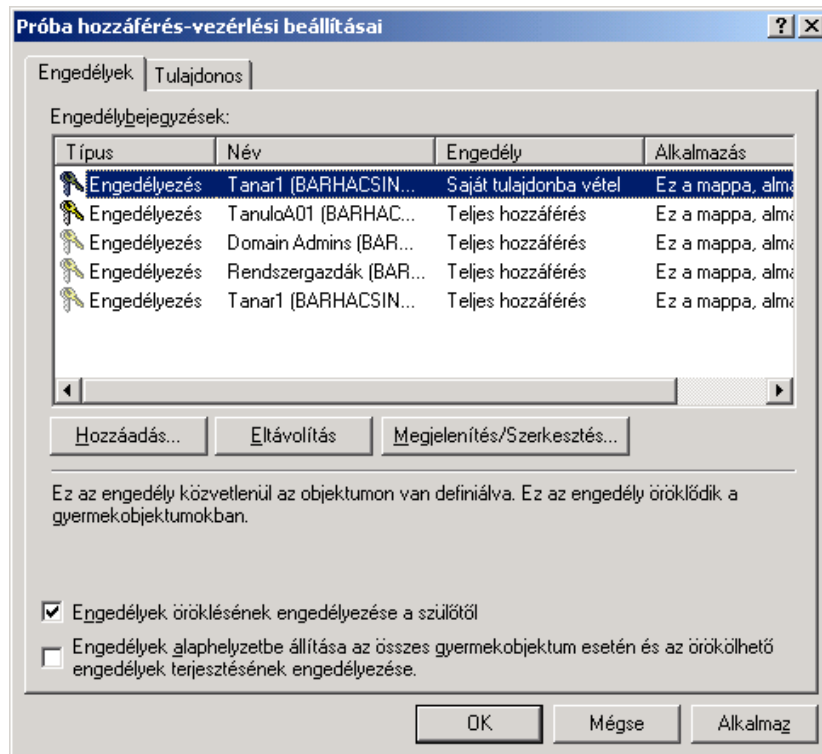 Próba hozzáférés-vezérlési beállításai
Engedélyek Tulajdonos
Engedélybejegyzések:
Típus Név Engedély Alkalmazás
Engedélyezés Tanar1 (BARHACSIN... Saját tulajdonba vétel Ez a mappa, alma
Engedélyezés TanuloA01 (BARHAC... Teljes hozzáférés Ez a mappa, alma
Engedélyezés Domain Admins (BAR... Teljes hozzáférés Ez a mappa, alma
Engedélyezés Rendszergazdák (BAR... Teljes hozzáférés Ez a mappa, alma
Engedélyezés Tanar1 (BARHACSIN... Teljes hozzáférés Ez a mappa, alma
Hozzáadás... Eltávolítás Megjelenítés/Szerkesztés...
Ez az engedély közvetlenül az objektumon van definiálva. Ez az engedély öröklődik a
gyermekobjektumokban.
Engedélyek öröklésének engedélyezése a szülőtől
Engedélyek alaphelyzetbe állítása az összes gyermekobjektum esetén és az örökölhető
engedélyek terjesztésének engedélyezése.
OK Mégse Alkalmaz